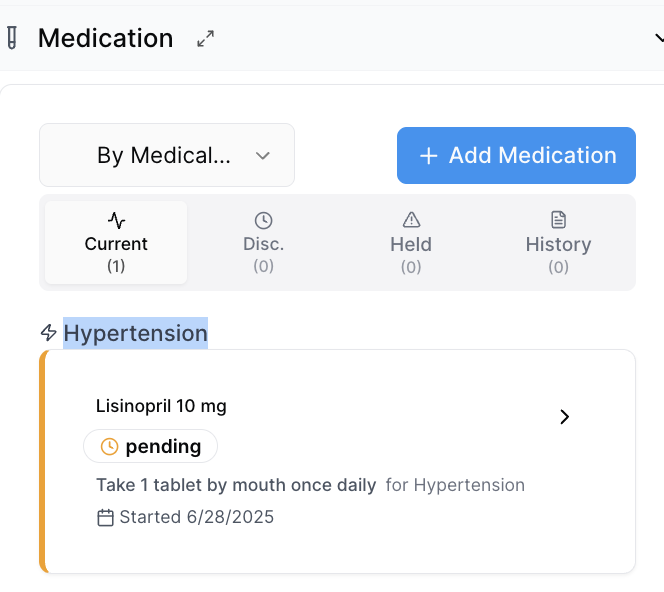 Medication
By Medical...
+ Add Medication
Current
(1)
Disc.
(0)
Held
(0)
History
(0)
Hypertension
Lisinopril 10 mg
pending
Take 1 tablet by mouth once daily for Hypertension
Started 6/28/2025